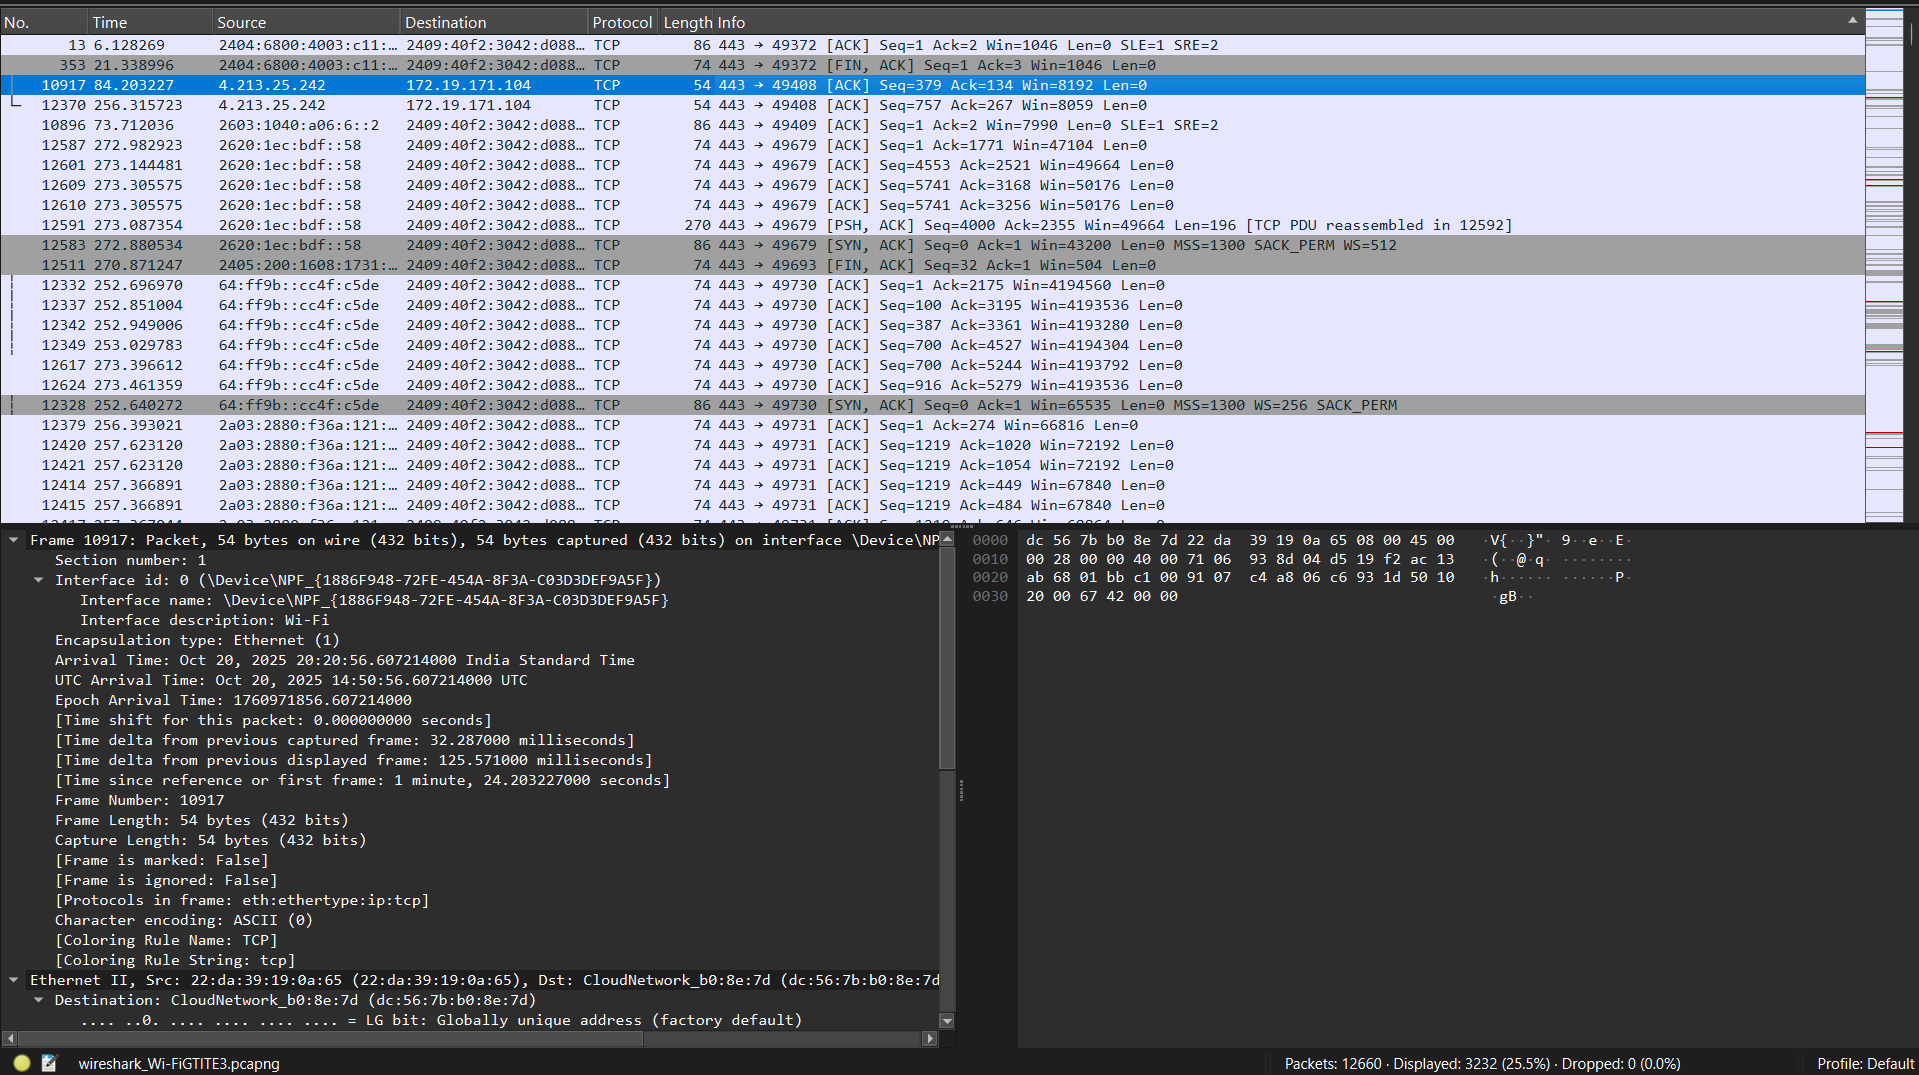 No. Time Source Destination Protocol Length Info
13 6.128269 2404:6800:4003:c11:… 2409:40f2:3042:d088… TCP 86 443 → 49372 [ACK] Seq=1 Ack=2 Win=1046 Len=0 SLE=1 SRE=2
353 21.338996 2404:6800:4003:c11:… 2409:40f2:3042:d088… TCP 74 443 → 49372 [FIN, ACK] Seq=1 Ack=3 Win=1046 Len=0
10917 84.203227 4.213.25.242 172.19.171.104 TCP 54 443 → 49408 [ACK] Seq=379 Ack=134 Win=8192 Len=0
12370 256.315723 4.213.25.242 172.19.171.104 TCP 54 443 → 49408 [ACK] Seq=757 Ack=267 Win=8059 Len=0
10896 73.712036 2603:1040:a06:6::2 2409:40f2:3042:d088… TCP 86 443 → 49409 [ACK] Seq=1 Ack=2 Win=7990 Len=0 SLE=1 SRE=2
12587 272.982923 2620:1ec:bdf::58 2409:40f2:3042:d088… TCP 74 443 → 49679 [ACK] Seq=1 Ack=1771 Win=47104 Len=0
12601 273.144481 2620:1ec:bdf::58 2409:40f2:3042:d088… TCP 74 443 → 49679 [ACK] Seq=4553 Ack=2521 Win=49664 Len=0
12609 273.305575 2620:1ec:bdf::58 2409:40f2:3042:d088… TCP 74 443 → 49679 [ACK] Seq=5741 Ack=3168 Win=50176 Len=0
12610 273.305575 2620:1ec:bdf::58 2409:40f2:3042:d088… TCP 74 443 → 49679 [ACK] Seq=5741 Ack=3256 Win=50176 Len=0
12591 273.087354 2620:1ec:bdf::58 2409:40f2:3042:d088… TCP 270 443 → 49679 [PSH, ACK] Seq=4000 Ack=2355 Win=49664 Len=196 [TCP PDU reassembled in 12592]
12583 272.880534 2620:1ec:bdf::58 2409:40f2:3042:d088… TCP 86 443 → 49679 [SYN, ACK] Seq=0 Ack=1 Win=43200 Len=0 MSS=1300 SACK_PERM WS=512
12511 270.871247 2405:200:1608:1731:… 2409:40f2:3042:d088… TCP 74 443 → 49693 [FIN, ACK] Seq=32 Ack=1 Win=504 Len=0
12332 252.696970 64:ff9b::cc4f:c5de 2409:40f2:3042:d088… TCP 74 443 → 49730 [ACK] Seq=1 Ack=2175 Win=4194560 Len=0
12337 252.851004 64:ff9b::cc4f:c5de 2409:40f2:3042:d088… TCP 74 443 → 49730 [ACK] Seq=100 Ack=3195 Win=4193536 Len=0
12342 252.949006 64:ff9b::cc4f:c5de 2409:40f2:3042:d088… TCP 74 443 → 49730 [ACK] Seq=387 Ack=3361 Win=4193280 Len=0
12349 253.029783 64:ff9b::cc4f:c5de 2409:40f2:3042:d088… TCP 74 443 → 49730 [ACK] Seq=700 Ack=4527 Win=4194304 Len=0
12617 273.396612 64:ff9b::cc4f:c5de 2409:40f2:3042:d088… TCP 74 443 → 49730 [ACK] Seq=700 Ack=5244 Win=4193792 Len=0
12624 273.461359 64:ff9b::cc4f:c5de 2409:40f2:3042:d088… TCP 74 443 → 49730 [ACK] Seq=916 Ack=5279 Win=4193536 Len=0
12328 252.640272 64:ff9b::cc4f:c5de 2409:40f2:3042:d088… TCP 86 443 → 49730 [SYN, ACK] Seq=0 Ack=1 Win=65535 Len=0 MSS=1300 WS=256 SACK_PERM
12379 256.393021 2a03:2880:f36a:121:… 2409:40f2:3042:d088… TCP 74 443 → 49731 [ACK] Seq=1 Ack=274 Win=66816 Len=0
12420 257.623120 2a03:2880:f36a:121:… 2409:40f2:3042:d088… TCP 74 443 → 49731 [ACK] Seq=1219 Ack=1020 Win=72192 Len=0
12421 257.623120 2a03:2880:f36a:121:… 2409:40f2:3042:d088… TCP 74 443 → 49731 [ACK] Seq=1219 Ack=1054 Win=72192 Len=0
12414 257.366891 2a03:2880:f36a:121:… 2409:40f2:3042:d088… TCP 74 443 → 49731 [ACK] Seq=1219 Ack=449 Win=67840 Len=0
12415 257.366891 2a03:2880:f36a:121:… 2409:40f2:3042:d088… TCP 74 443 → 49731 [ACK] Seq=1219 Ack=484 Win=67840 Len=0
Frame 10917: Packet, 54 bytes on wire (432 bits), 54 bytes captured (432 bits) on interface \Device\NP
Section number: 1
Interface id: 0 (\Device\NPF_{1886F948-72FE-454A-8F3A-C03D3DEF9A5F})
Interface name: \Device\NPF_{1886F948-72FE-454A-8F3A-C03D3DEF9A5F}
Interface description: Wi-Fi
Encapsulation type: Ethernet (1)
Arrival Time: Oct 20, 2025 20:20:56.607214000 India Standard Time
UTC Arrival Time: Oct 20, 2025 14:50:56.607214000 UTC
Epoch Arrival Time: 1760971856.607214000
[Time shift for this packet: 0.000000000 seconds]
[Time delta from previous captured frame: 32.287000 milliseconds]
[Time delta from previous displayed frame: 125.571000 milliseconds]
[Time since reference or first frame: 1 minute, 24.203227000 seconds]
Frame Number: 10917
Frame Length: 54 bytes (432 bits)
Capture Length: 54 bytes (432 bits)
[Frame is marked: False]
[Frame is ignored: False]
[Protocols in frame: eth:ethertype:ip:tcp]
Character encoding: ASCII (0)
[Coloring Rule Name: TCP]
[Coloring Rule String: tcp]
Ethernet II, Src: 22:da:39:19:0a:65 (22:da:39:19:0a:65), Dst: CloudNetwork_b0:8e:7d (dc:56:7b:b0:8e:7d
Destination: CloudNetwork_b0:8e:7d (dc:56:7b:b0:8e:7d)
.... ..0. .... .... .... .... = LG bit: Globally unique address (factory default)
0000 dc 56 7b b0 8e 7d 22 da 39 19 0a 65 08 00 45 00 ·V{··}"· 9··e··E·
0010 00 28 00 00 40 00 71 06 93 8d 04 d5 19 f2 ac 13 ·(··@·q· ········
0020 ab 68 01 bb c1 00 91 07 c4 a8 06 c6 93 1d 50 10 ·h······ ······P·
0030 20 00 67 42 00 00 ·gB··
wireshark_Wi-FiGTITE3.pcapng
Packets: 12660 · Displayed: 3232 (25.5%) · Dropped: 0 (0.0%)
Profile: Default